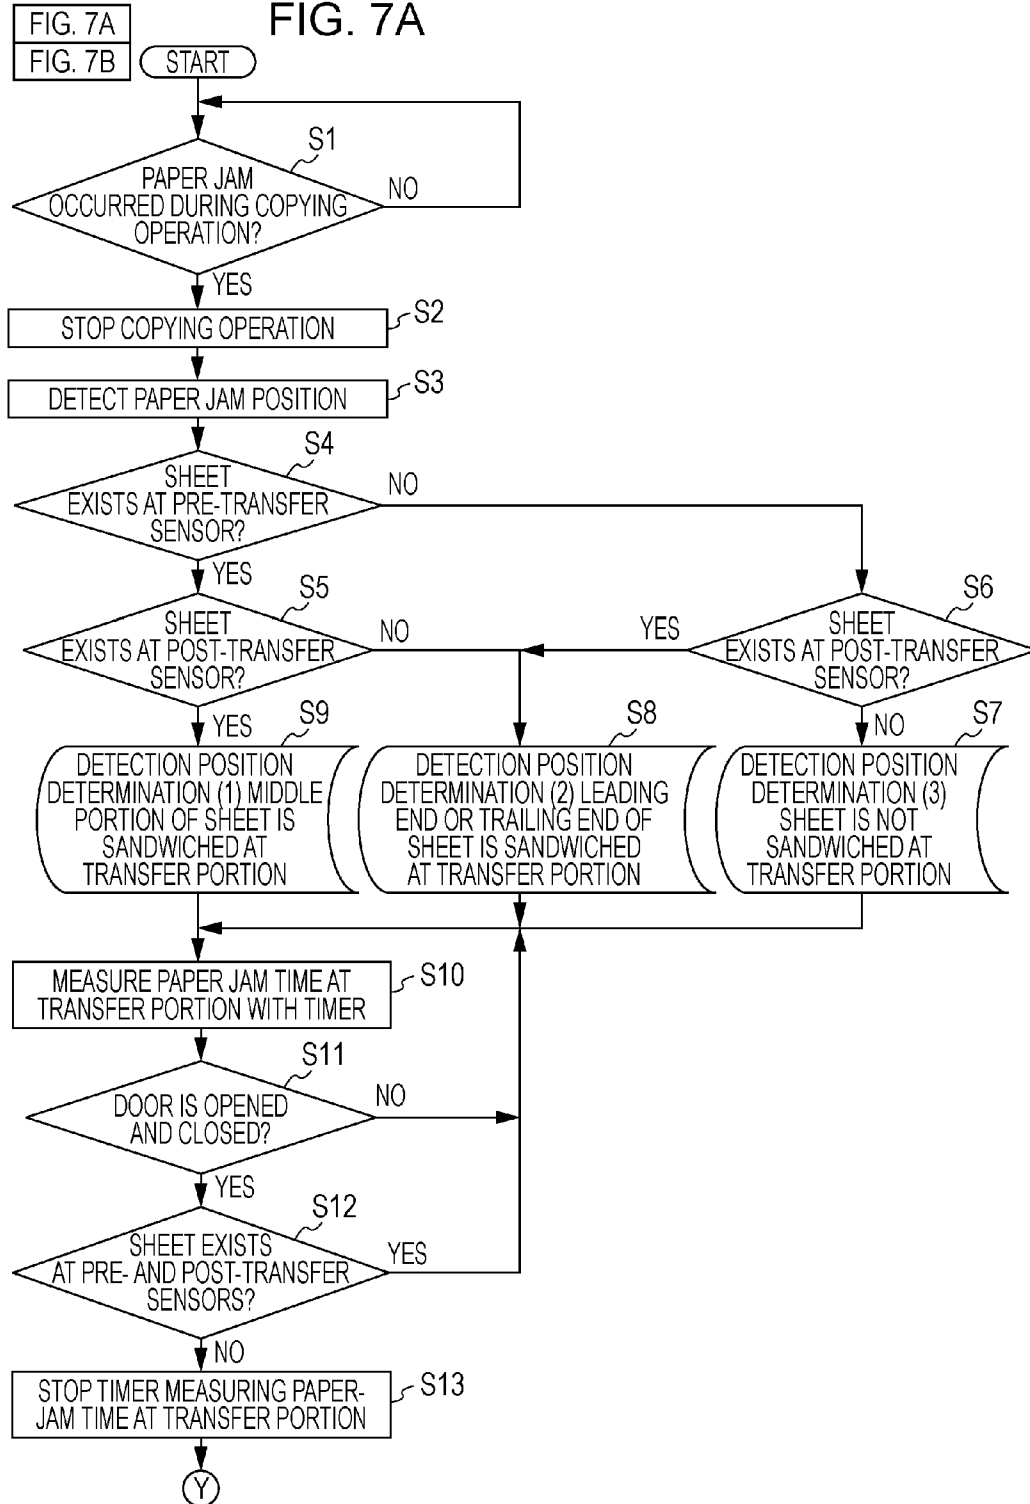 FIG. 7A
FIG. 7A
FIG. 7B
START
S1
PAPER JAM
OCCURRED DURING COPYING
OPERATION?
NO
YES
STOP COPYING OPERATION
S2
DETECT PAPER JAM POSITION
S3
S4
SHEET
EXISTS AT PRE-TRANSFER
SENSOR?
NO
YES
S5
SHEET
EXISTS AT POST-TRANSFER
SENSOR?
NO
YES
S6
SHEET
EXISTS AT POST-TRANSFER
SENSOR?
YES
NO
S9
DETECTION POSITION
DETERMINATION (1) MIDDLE
PORTION OF SHEET IS
SANDWICHED AT
TRANSFER PORTION
S8
DETECTION POSITION
DETERMINATION (2) LEADING
END OR TRAILING END OF
SHEET IS SANDWICHED
AT TRANSFER PORTION
S7
DETECTION POSITION
DETERMINATION (3)
SHEET IS NOT
SANDWICHED AT
TRANSFER PORTION
MEASURE PAPER JAM TIME AT
TRANSFER PORTION WITH TIMER
S10
S11
DOOR IS OPENED
AND CLOSED?
NO
YES
S12
SHEET EXISTS
AT PRE- AND POST-TRANSFER
SENSORS?
YES
NO
STOP TIMER MEASURING PAPER-
JAM TIME AT TRANSFER PORTION
S13
Y